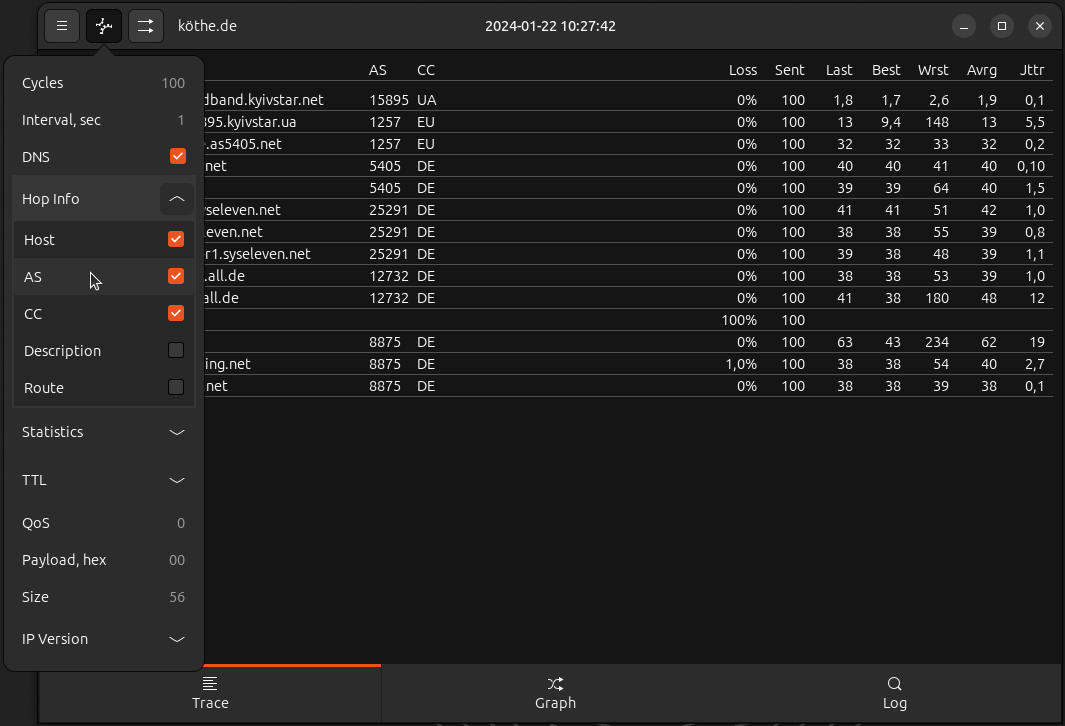 köthe.de 2024-01-22 10:27:42
Cycles 100
Interval, sec 1
DNS
Hop Info
Host
AS
CC
Description
Route
Statistics
TTL
QoS 0
Payload, hex 00
Size 56
IP Version
AS CC Loss Sent Last Best Wrst Avrg Jttr
dband.kyivstar.net 15895 UA 0% 100 1,8 1,7 2,6 1,9 0,1
895.kyivstar.ua 1257 EU 0% 100 13 9,4 148 13 5,5
.as5405.net 1257 EU 0% 100 32 32 33 32 0,2
.net 5405 DE 0% 100 40 40 41 40 0,10
5405 DE 0% 100 39 39 64 40 1,5
syseleven.net 25291 DE 0% 100 41 41 51 42 1,0
leven.net 25291 DE 0% 100 38 38 55 39 0,8
r1.syseleven.net 25291 DE 0% 100 39 38 48 39 1,1
.all.de 12732 DE 0% 100 38 38 53 39 1,0
all.de 12732 DE 0% 100 41 38 180 48 12
100% 100
8875 DE 0% 100 63 43 234 62 19
ing.net 8875 DE 1,0% 100 38 38 54 40 2,7
.net 8875 DE 0% 100 38 38 39 38 0,1
Trace Graph Log